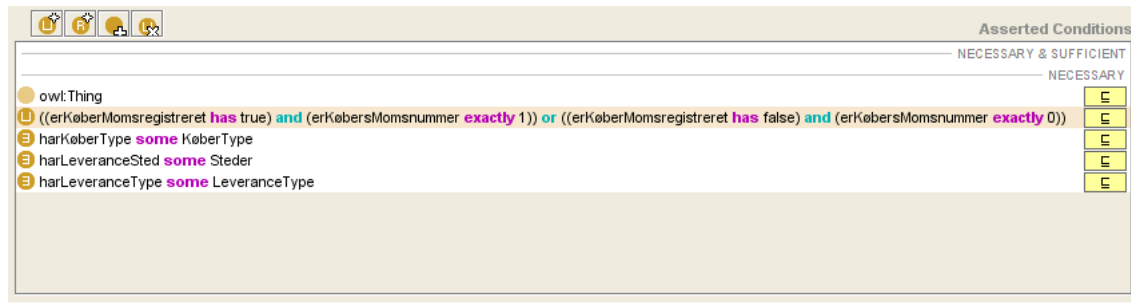 Asserted Conditions
NECESSARY & SUFFICIENT
NECESSARY
owl:Thing
((erKøberMomsregistreret has true) and (erKøbersMomsnummer exactly 1)) or ((erKøberMomsregistreret has false) and (erKøbersMomsnummer exactly 0))
harKøberType some KøberType
harLeveranceSted some Steder
harLeveranceType some LeveranceType